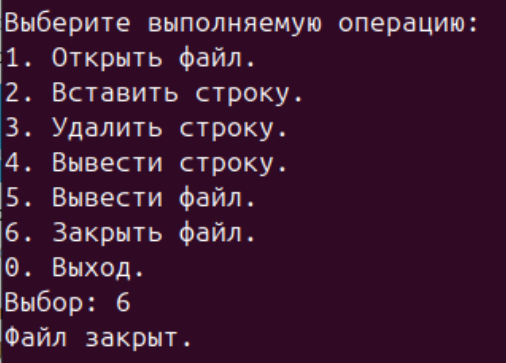 Выберите выполняемую операцию:
1. Открыть файл.
2. Вставить строку.
3. Удалить строку.
4. Вывести строку.
5. Вывести файл.
6. Закрыть файл.
0. Выход.
Выбор: 6
Файл закрыт.